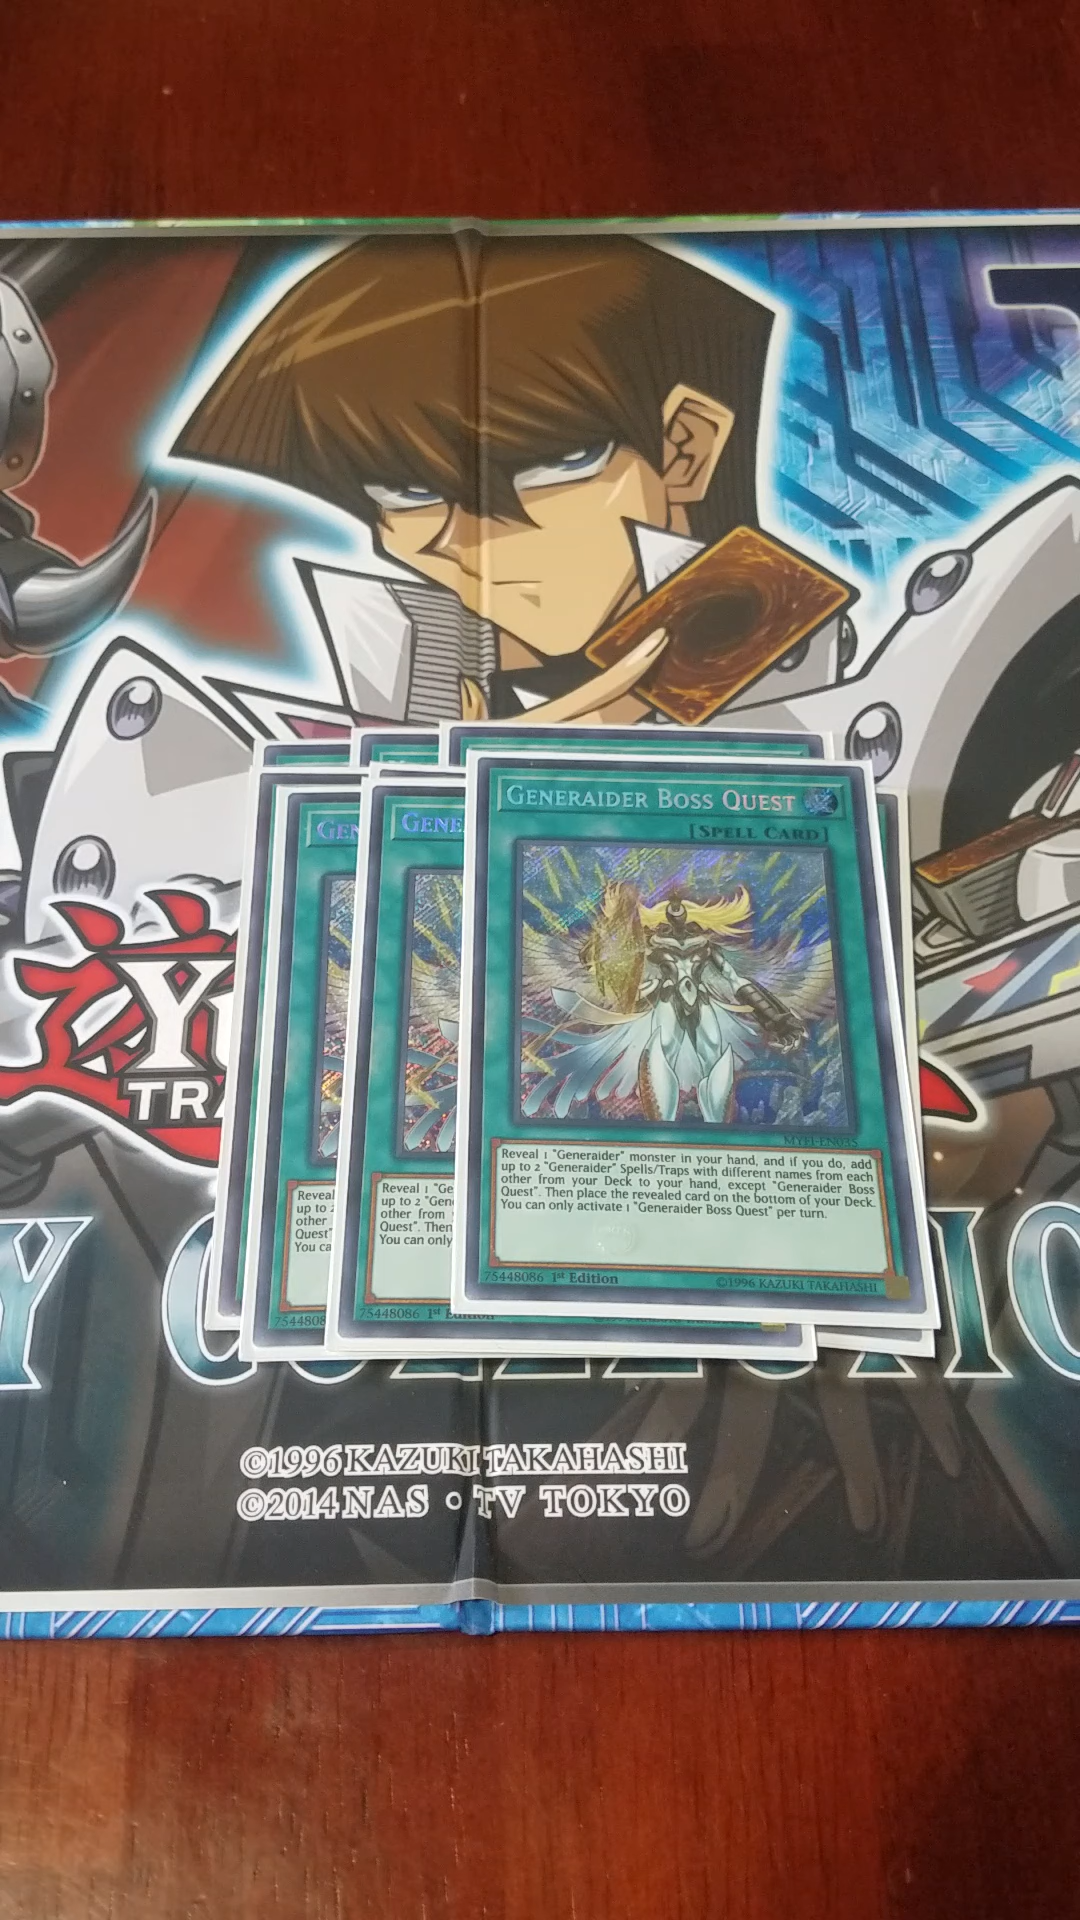 GENERAIDER BOSS QUEST
[SPELL CARD]
MYFI-EN035
Reveal 1 "Generaider" monster in your hand, and if you do, add
up to 2 "Generaider" Spells/Traps with different names from each
other from your Deck to your hand, except "Generaider Boss
Quest". Then place the revealed card on the bottom of your Deck.
You can only activate 1 "Generaider Boss Quest" per turn.
75448086 1st Edition
©1996 KAZUKI TAKAHASHI
GENE
Reveal 1 "Ge
up to 2 "Gen
other from
Quest". Then
You can only
75448086 1st Edition
GEN
Reveal
up to 2
other
Quest"
You ca
7544808
TRA
©1996 KAZUKI TAKAHASHI
©2014 NAS • TV TOKYO